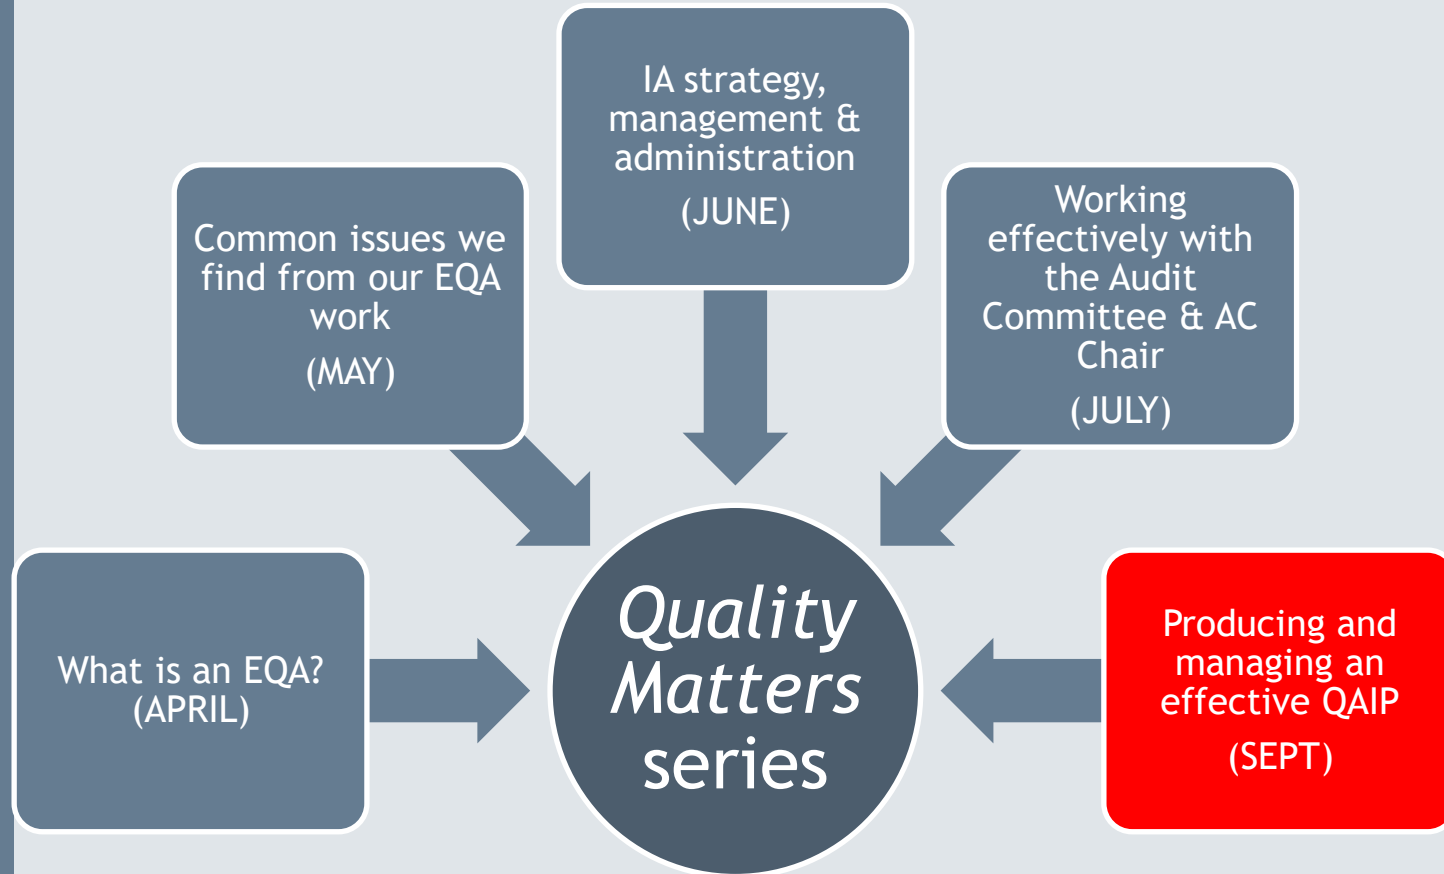 What is an EQA?
(APRIL)
Common issues we
find from our EQA
work
(MAY)
IA strategy,
management &
administration
(JUNE)
Working
effectively with
the Audit
Committee & AC
Chair
(JULY)
Producing and
managing an
effective QAIP
(SEPT)
Quality
Matters
series